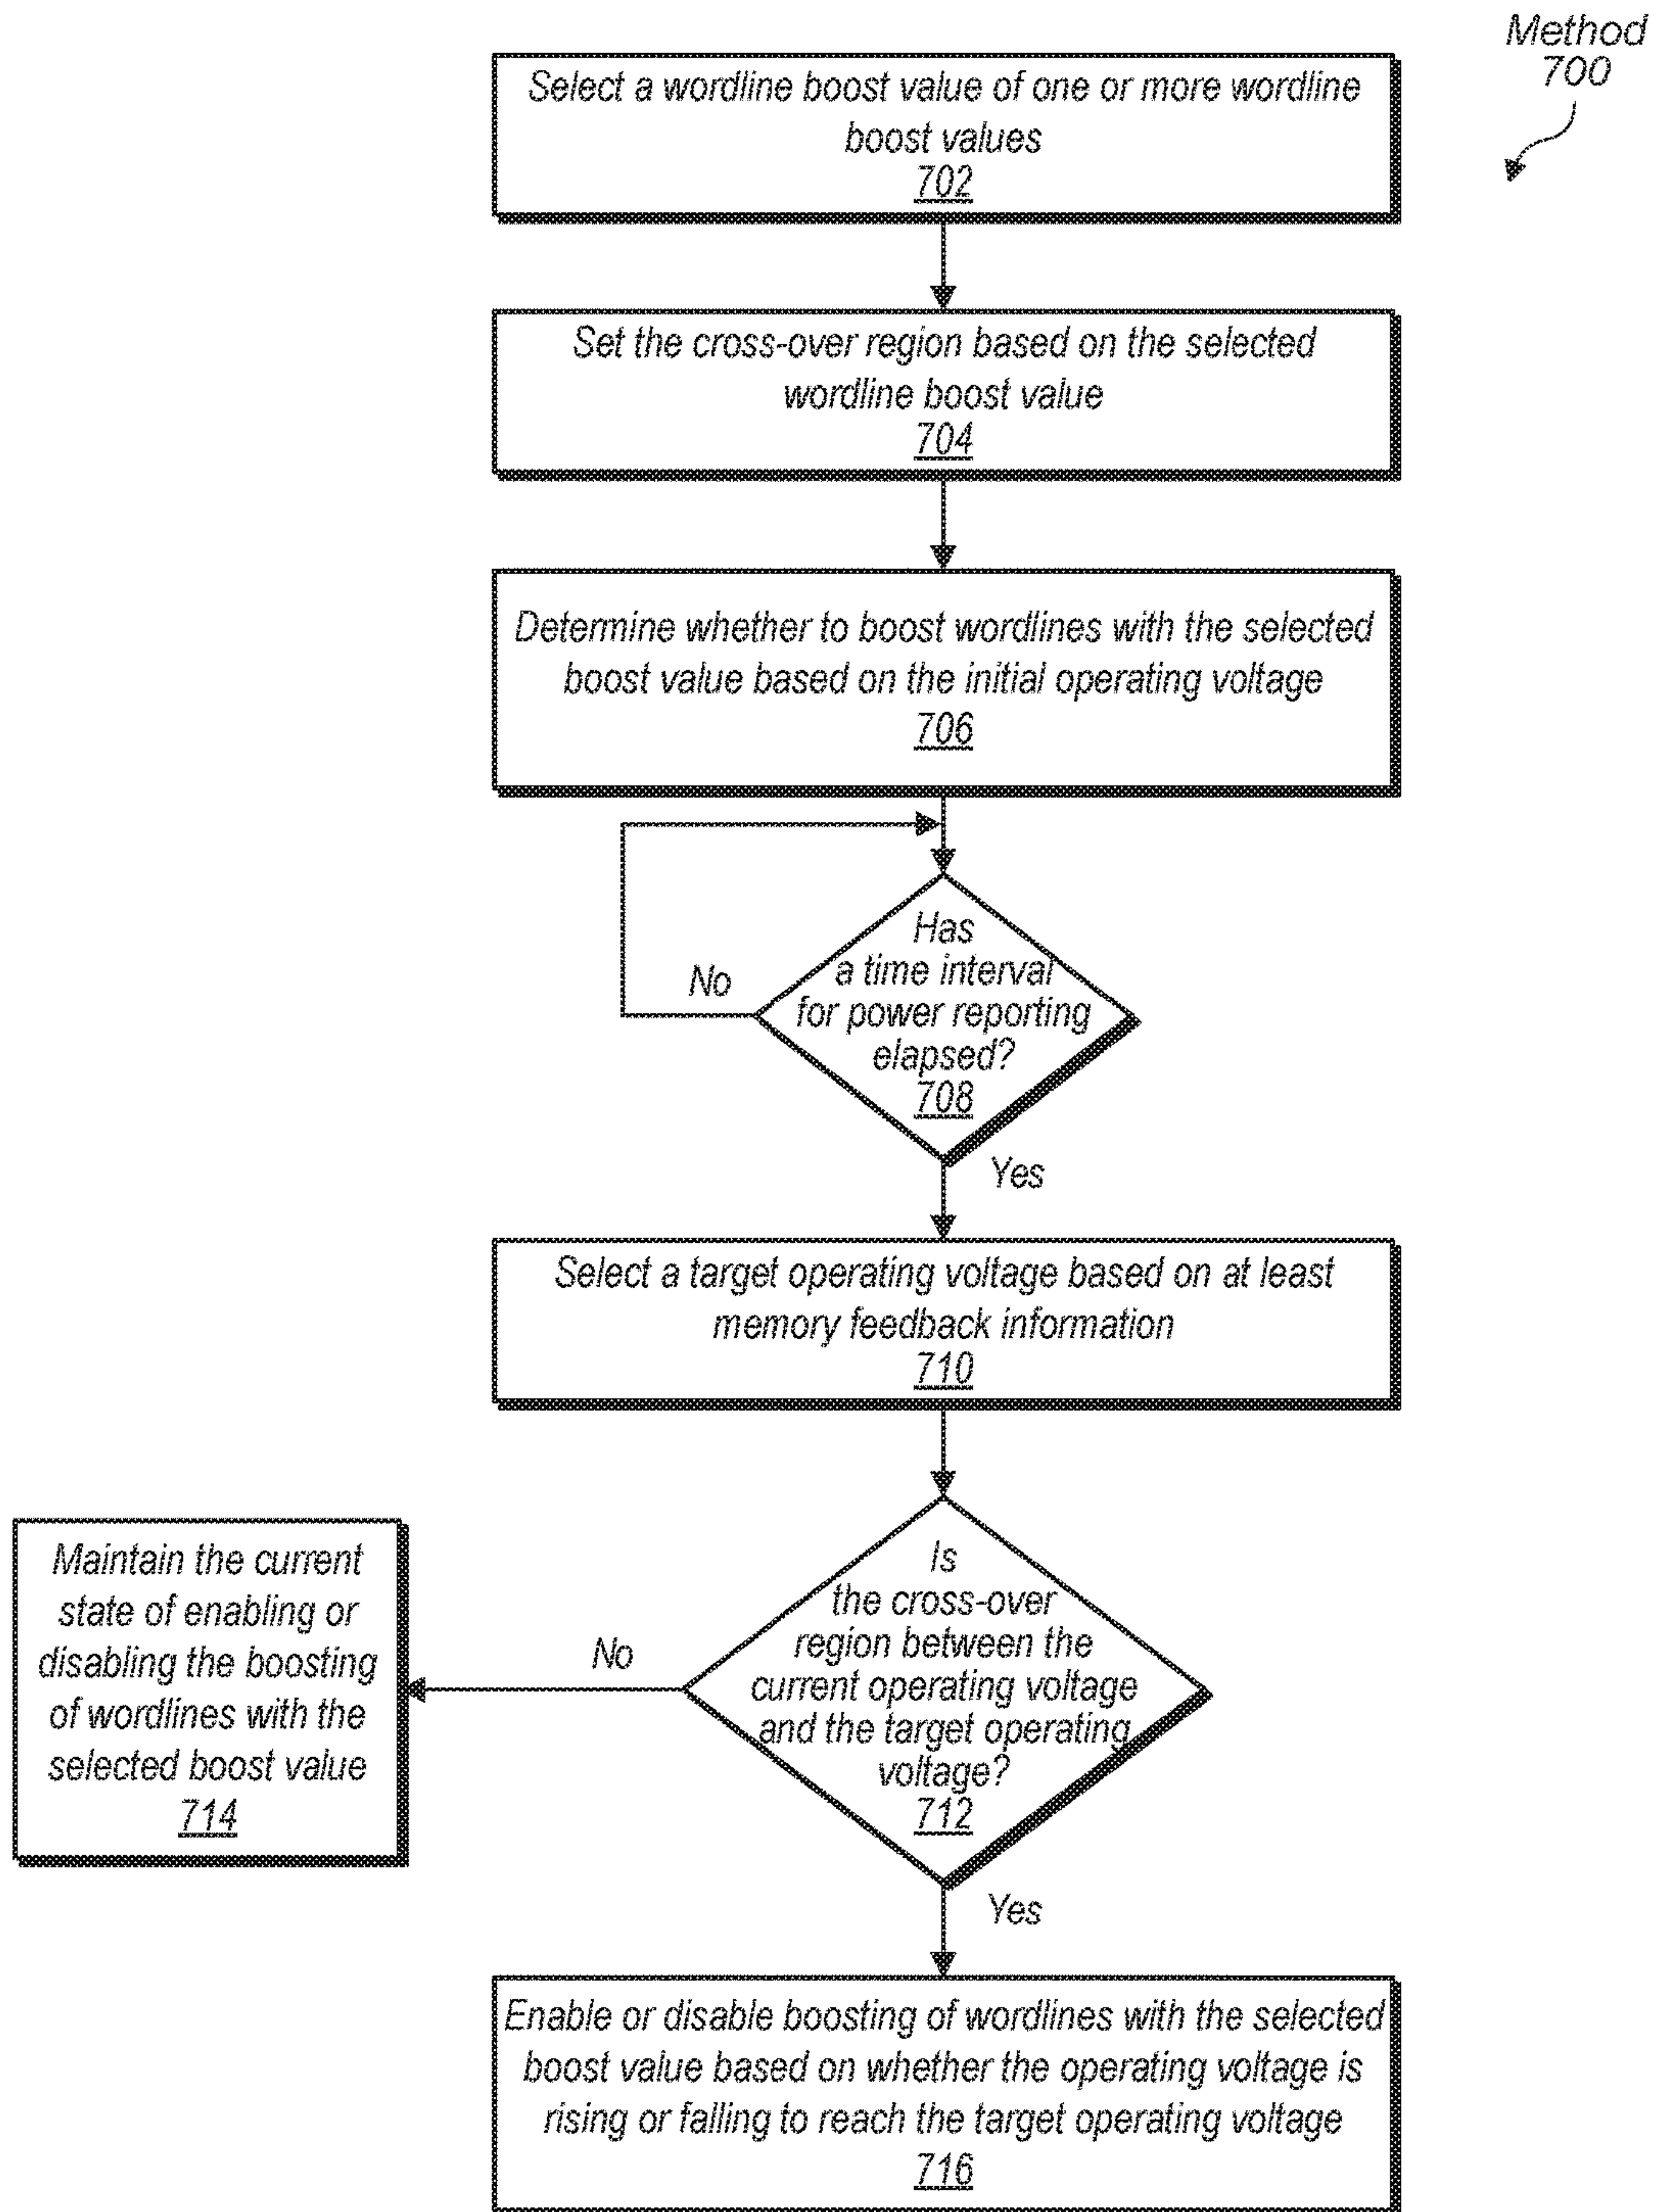 Method
700
Select a wordline boost value of one or more wordline
boost values
702
Set the cross-over region based on the selected
wordline boost value
704
Determine whether to boost wordlines with the selected
boost value based on the initial operating voltage
706
Has
a time interval
for power reporting
elapsed?
708
No
Yes
Select a target operating voltage based on at least
memory feedback information
710
Is
the cross-over
region between the
current operating voltage
and the target operating
voltage?
712
No
Maintain the current
state of enabling or
disabling the boosting
of wordlines with the
selected boost value
714
Yes
Enable or disable boosting of wordlines with the selected
boost value based on whether the operating voltage is
rising or falling to reach the target operating voltage
716